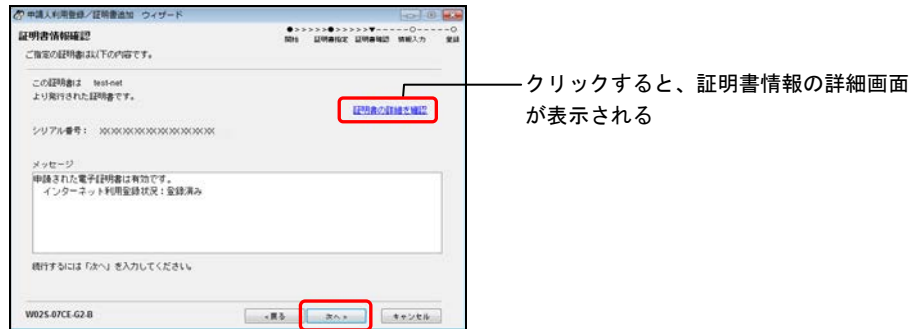 申請人利用登録/証明書追加 ウィザード
証明書情報確認
●>>>>>●>>>>>▼-----○-----○
開始 証明書指定 証明書確認 情報入力 登録
ご指定の証明書は以下の内容です。
この証明書は test-net
より発行された証明書です。
証明書の詳細を確認
シリアル番号: XXXXXXXXXXXXXXXXXXXX
メッセージ
申請された電子証明書は有効です。
インターネット利用登録状況:登録済み
続行するには「次へ」を入力してください。
W02S-07CE-G2-B
<戻る
次へ>
キャンセル
クリックすると、証明書情報の詳細画面
が表示される